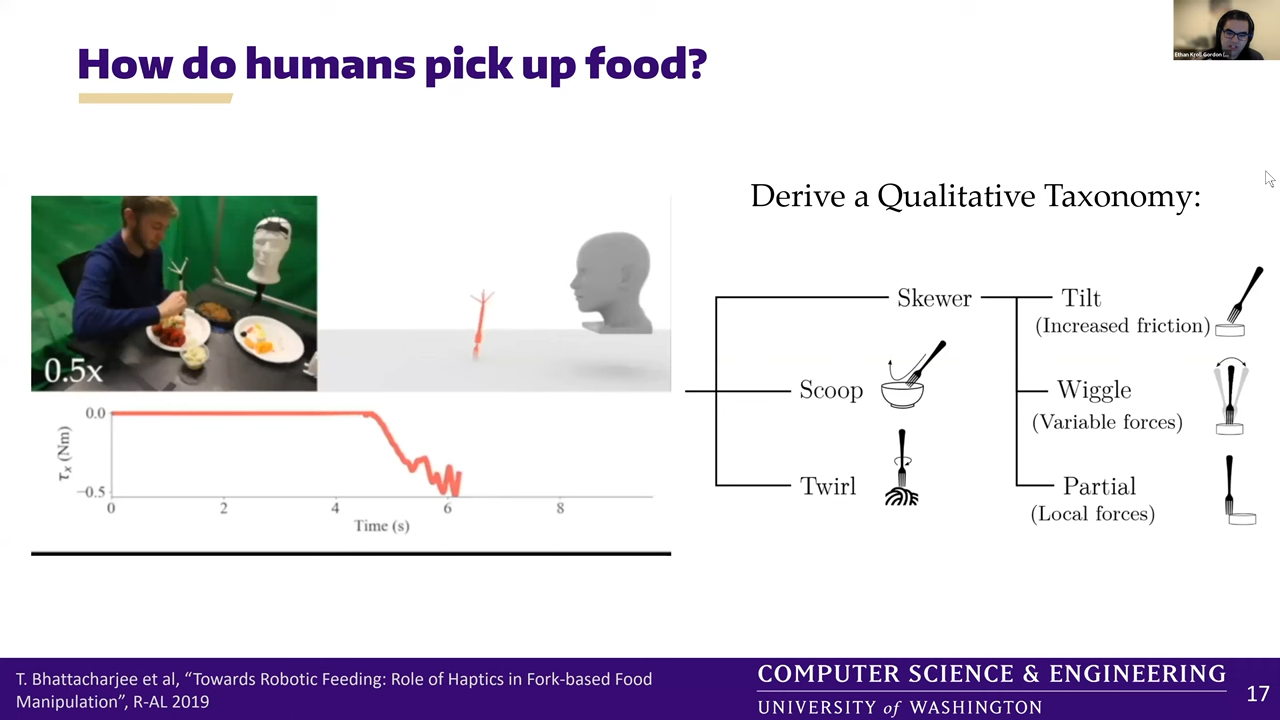 How do humans pick up food?
Ethan Kroll Gordon (...
Derive a Qualitative Taxonomy:
0.5x
0.0
−0.5
τx (Nm)
0
2
4
6
8
Time (s)
Skewer
Scoop
Twirl
Tilt
(Increased friction)
Wiggle
(Variable forces)
Partial
(Local forces)
T. Bhattacharjee et al, “Towards Robotic Feeding: Role of Haptics in Fork-based Food
Manipulation”, R-AL 2019
COMPUTER SCIENCE & ENGINEERING
UNIVERSITY of WASHINGTON
17